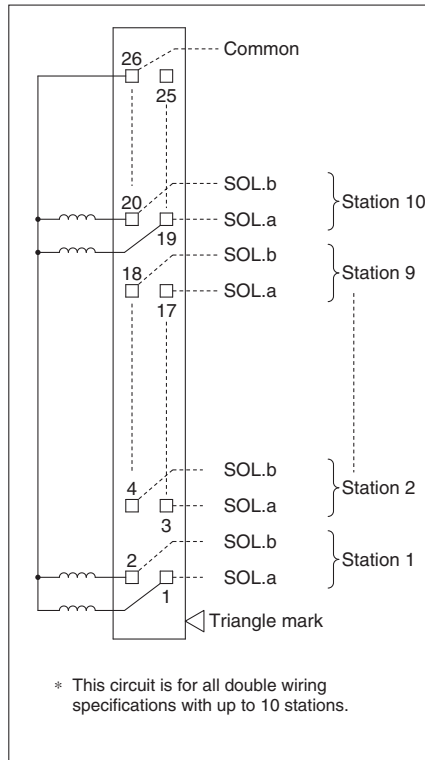 26
Common
25
20
SOL.b
SOL.a
Station 10
19
18
SOL.b
SOL.a
Station 9
17
4
SOL.b
SOL.a
Station 2
3
2
SOL.b
SOL.a
Station 1
1
Triangle mark
* This circuit is for all double wiring
specifications with up to 10 stations.